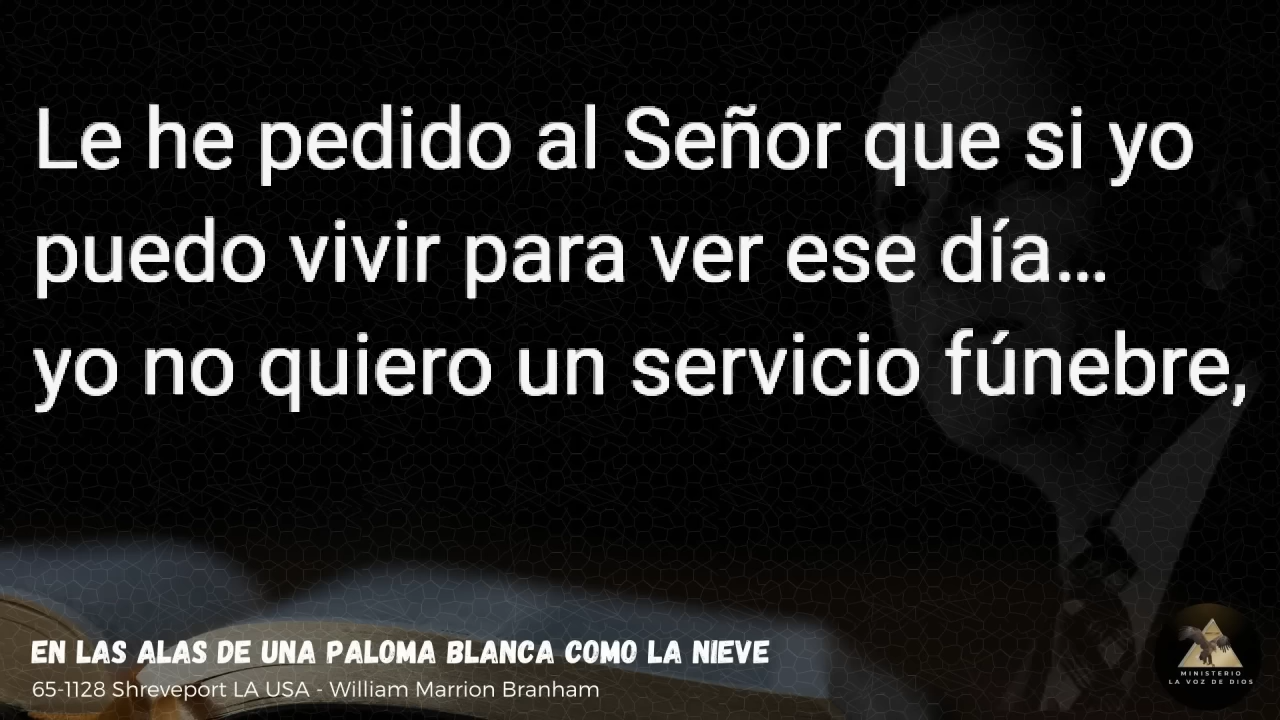 Le he pedido al Señor que si yo
puedo vivir para ver ese día...
yo no quiero un servicio fúnebre,
EN LAS ALAS DE UNA PALOMA BLANCA COMO LA NIEVE
65-1128 Shreveport LA USA - William Marrion Branham
MINISTERIO
LA VOZ DE DIOS